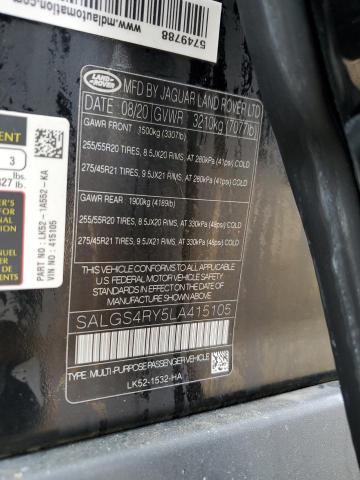 www.mdlautomation.com
5749788
LAND-
ROVER
MFD BY JAGUAR LAND ROVER LTD
DATE 08/20 GVWR 3210kg (7077lb)
GAWR FRONT 1500kg (3307lb)
255/55R20 TIRES, 8.5JX20 RIMS, AT 280kPa (41psi) COLD
275/45R21 TIRES, 9.5JX21 RIMS, AT 280kPa (41psi) COLD
GAWR REAR 1900kg (4189lb)
255/55R20 TIRES, 8.5JX20 RIMS, AT 330kPa (48psi) COLD
275/45R21 TIRES, 9.5JX21 RIMS, AT 330kPa (48psi) COLD
THIS VEHICLE CONFORMS TO ALL APPLICABLE
U.S FEDERAL MOTOR VEHICLE SAFETY
STANDARDS IN EFFECT ON THE DATE OF
MANUFACTURE SHOWN ABOVE.
SALGS4RY5LA415105
TYPE: MULTI-PURPOSE PASSENGER VEHICLE
LK52-1532-HA
3
327 lb.
PART NO : LK52-1A552-KA
VIN NO : 415105